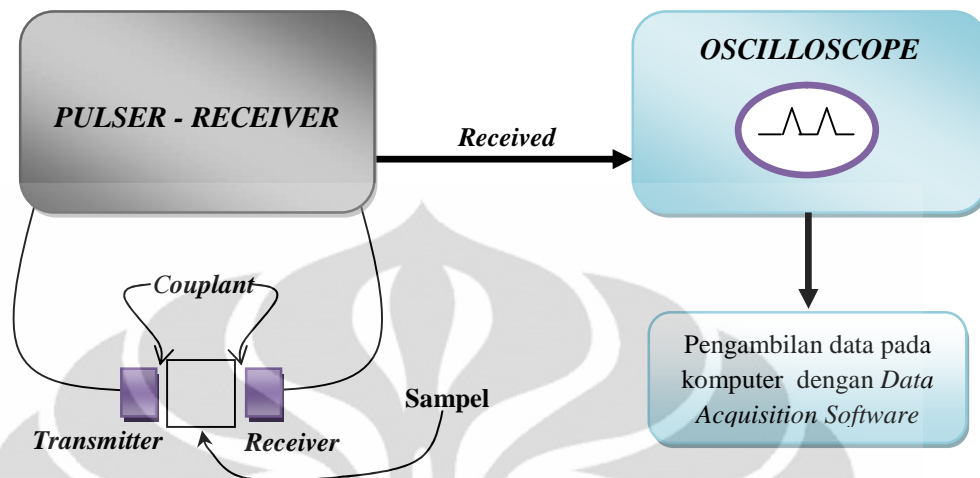 PULSER - RECEIVER
Received
OSCILLOSCOPE
Couplant
Transmitter
Receiver
Sampel
Pengambilan data pada
komputer dengan Data
Acquisition Software